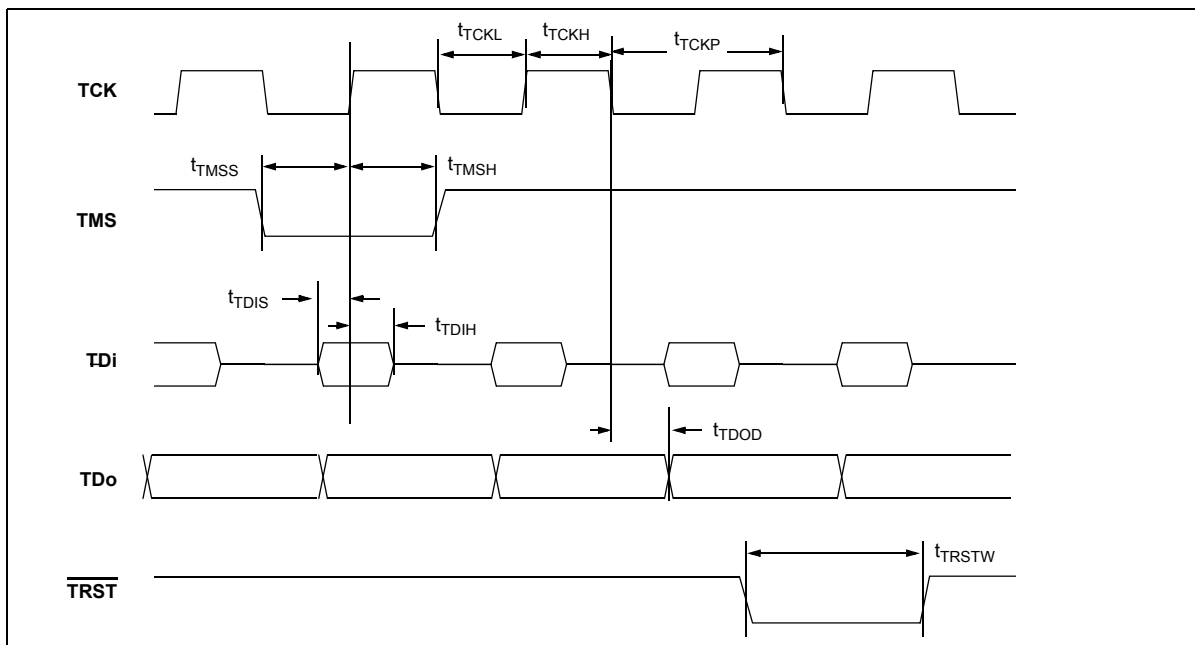 tTCKL
tTCKH
tTCKP
TCK
tTMSS
tTMSH
TMS
tTDIS
tTDIH
TDi
tTDOD
TDo
tTRSTW
TRST